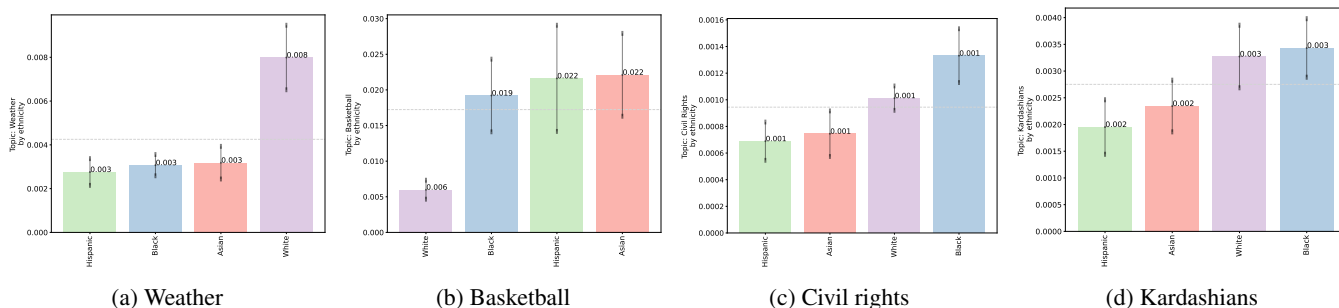 Topic: Weather
by ethnicity
0.008
0.006
0.004
0.002
0.000
0.003
0.003
0.003
0.008
Hispanic
Black
Asian
White
(a) Weather
Topic: Basketball
by ethnicity
0.030
0.025
0.020
0.015
0.010
0.005
0.000
0.006
0.019
0.022
0.022
White
Black
Hispanic
Asian
(b) Basketball
Topic: Civil Rights
by ethnicity
0.0016
0.0014
0.0012
0.0010
0.0008
0.0006
0.0004
0.0002
0.0000
0.001
0.001
0.001
0.001
Hispanic
Asian
White
Black
(c) Civil rights
Topic: Kardashians
by ethnicity
0.0040
0.0035
0.0030
0.0025
0.0020
0.0015
0.0010
0.0005
0.0000
0.002
0.002
0.003
0.003
Hispanic
Asian
White
Black
(d) Kardashians